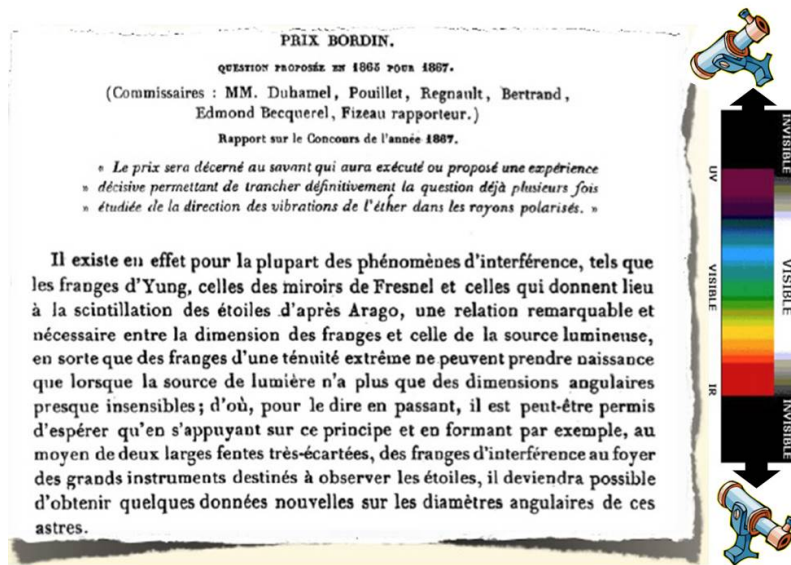 PRIX BORDIN.
QUESTION PROPOSÉE EN 1865 POUR 1867.
(Commissaires : MM. Duhamel, Pouillet, Regnault, Bertrand,
Edmond Becquerel, Fizeau rapporteur.)
Rapport sur le Concours de l'année 1867.
« Le prix sera décerné au savant qui aura exécuté ou proposé une expérience
» décisive permettant de trancher définitivement la question déjà plusieurs fois
» étudiée de la direction des vibrations de l'éther dans les rayons polarisés. »
Il existe en effet pour la plupart des phénomènes d'interférence, tels que
les franges d'Yung, celles des miroirs de Fresnel et celles qui donnent lieu
à la scintillation des étoiles d'après Arago, une relation remarquable et
nécessaire entre la dimension des franges et celle de la source lumineuse,
en sorte que des franges d'une ténuité extrême ne peuvent prendre naissance
que lorsque la source de lumière n'a plus que des dimensions angulaires
presque insensibles; d'où, pour le dire en passant, il est peut-être permis
d'espérer qu'en s'appuyant sur ce principe et en formant par exemple, au
moyen de deux larges fentes très-écartées, des franges d'interférence au foyer
des grands instruments destinés à observer les étoiles, il deviendra possible
d'obtenir quelques données nouvelles sur les diamètres angulaires de ces
astres.
UV
VISIBLE
IR
INVISIBLE
VISIBLE
INVISIBLE